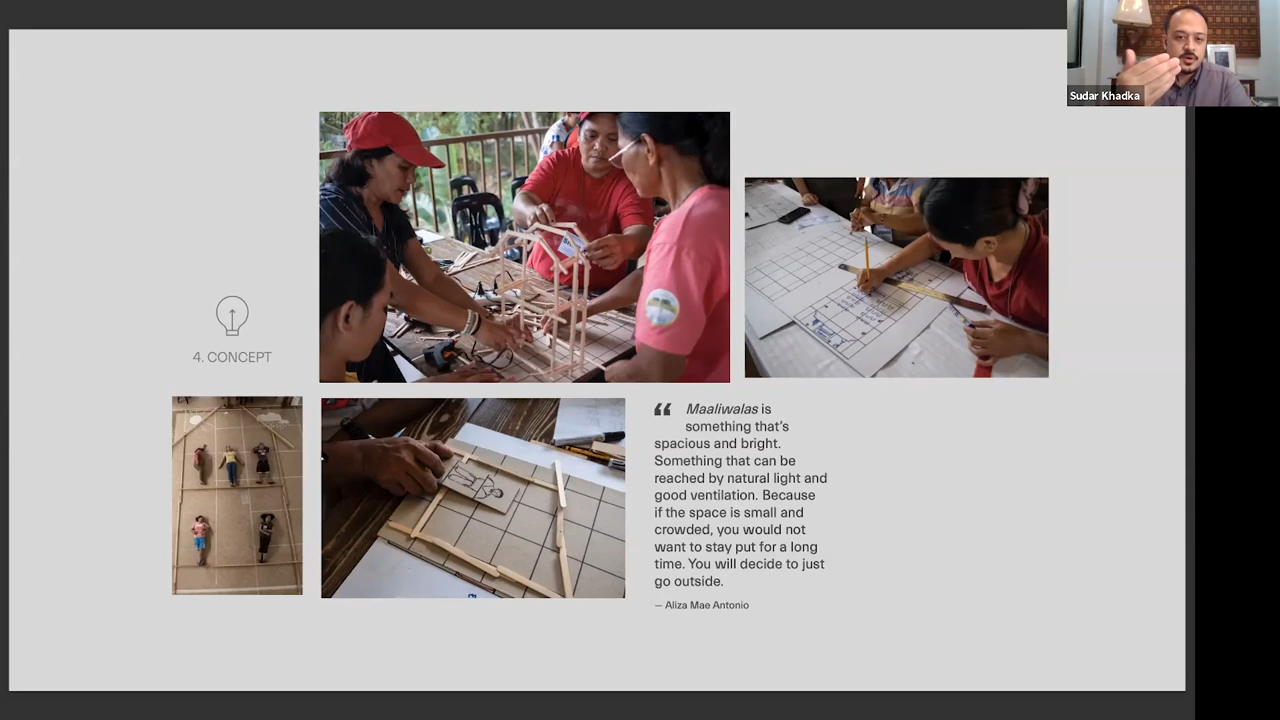 Sudar Khadka
4. CONCEPT
“ Maaliwalas is
something that’s
spacious and bright.
Something that can be
reached by natural light and
good ventilation. Because
if the space is small and
crowded, you would not
want to stay put for a long
time. You will decide to just
go outside.
— Aliza Mae Antonio